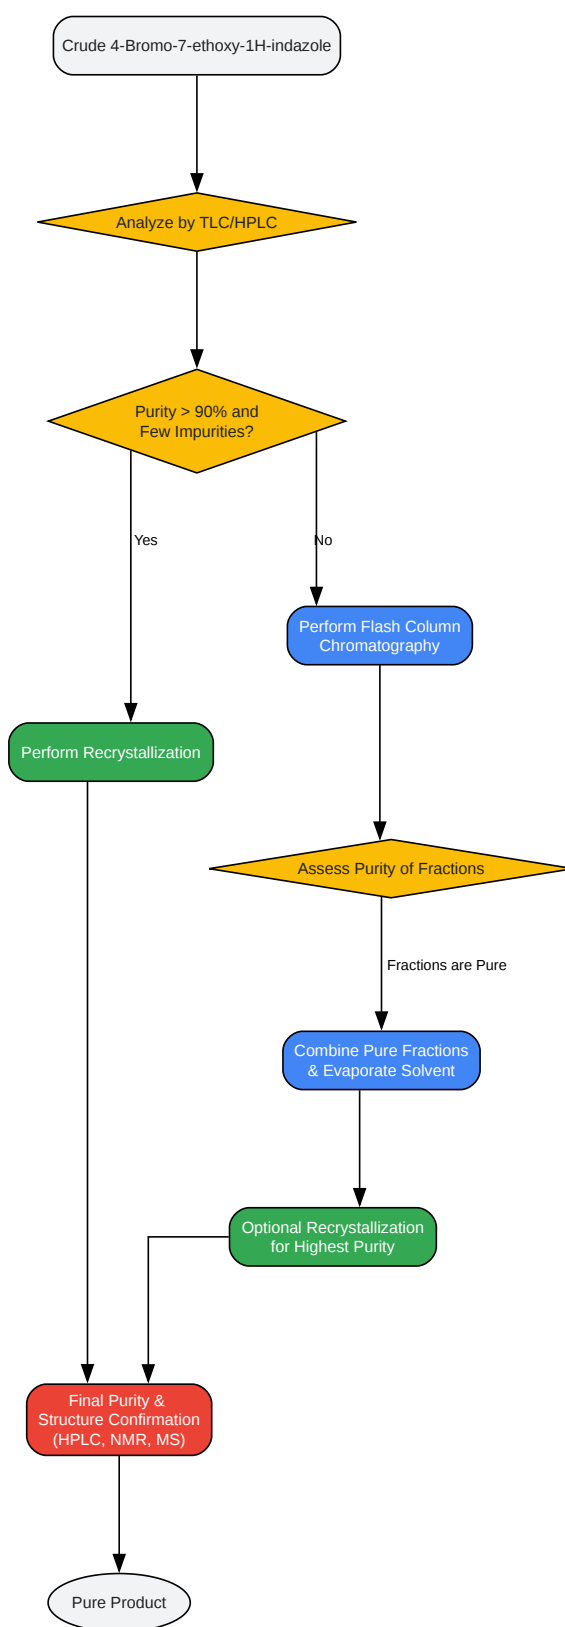 Crude 4-Bromo-7-ethoxy-1H-indazole
Analyze by TLC/HPLC
Purity > 90% and
Few Impurities?
Yes
No
Perform Flash Column
Chromatography
Perform Recrystallization
Assess Purity of Fractions
Fractions are Pure
Combine Pure Fractions
& Evaporate Solvent
Optional Recrystallization
for Highest Purity
Final Purity &
Structure Confirmation
(HPLC, NMR, MS)
Pure Product